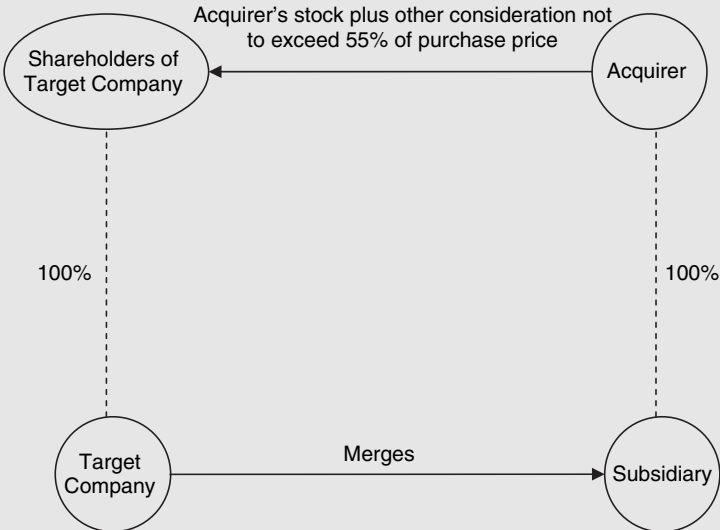 Acquirer’s stock plus other consideration not
to exceed 55% of purchase price
Shareholders of
Target Company
Acquirer
100%
100%
Target
Company
Merges
Subsidiary